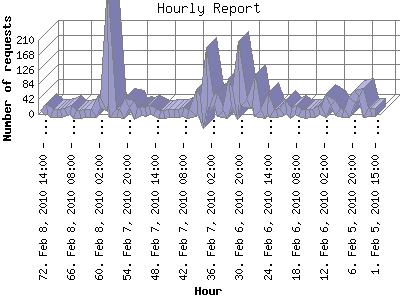 Hourly Report
Number of requests
210
168
126
84
42
0
72. Feb 8, 2010 14:00 - ...
66. Feb 8, 2010 08:00 - ...
60. Feb 8, 2010 02:00 - ...
54. Feb 7, 2010 20:00 - ...
48. Feb 7, 2010 14:00 - ...
42. Feb 7, 2010 08:00 - ...
36. Feb 7, 2010 02:00 - ...
30. Feb 6, 2010 20:00 - ...
24. Feb 6, 2010 14:00 - ...
18. Feb 6, 2010 08:00 - ...
12. Feb 6, 2010 02:00 - ...
6. Feb 5, 2010 20:00 - ...
1. Feb 5, 2010 15:00 - ...
Hour